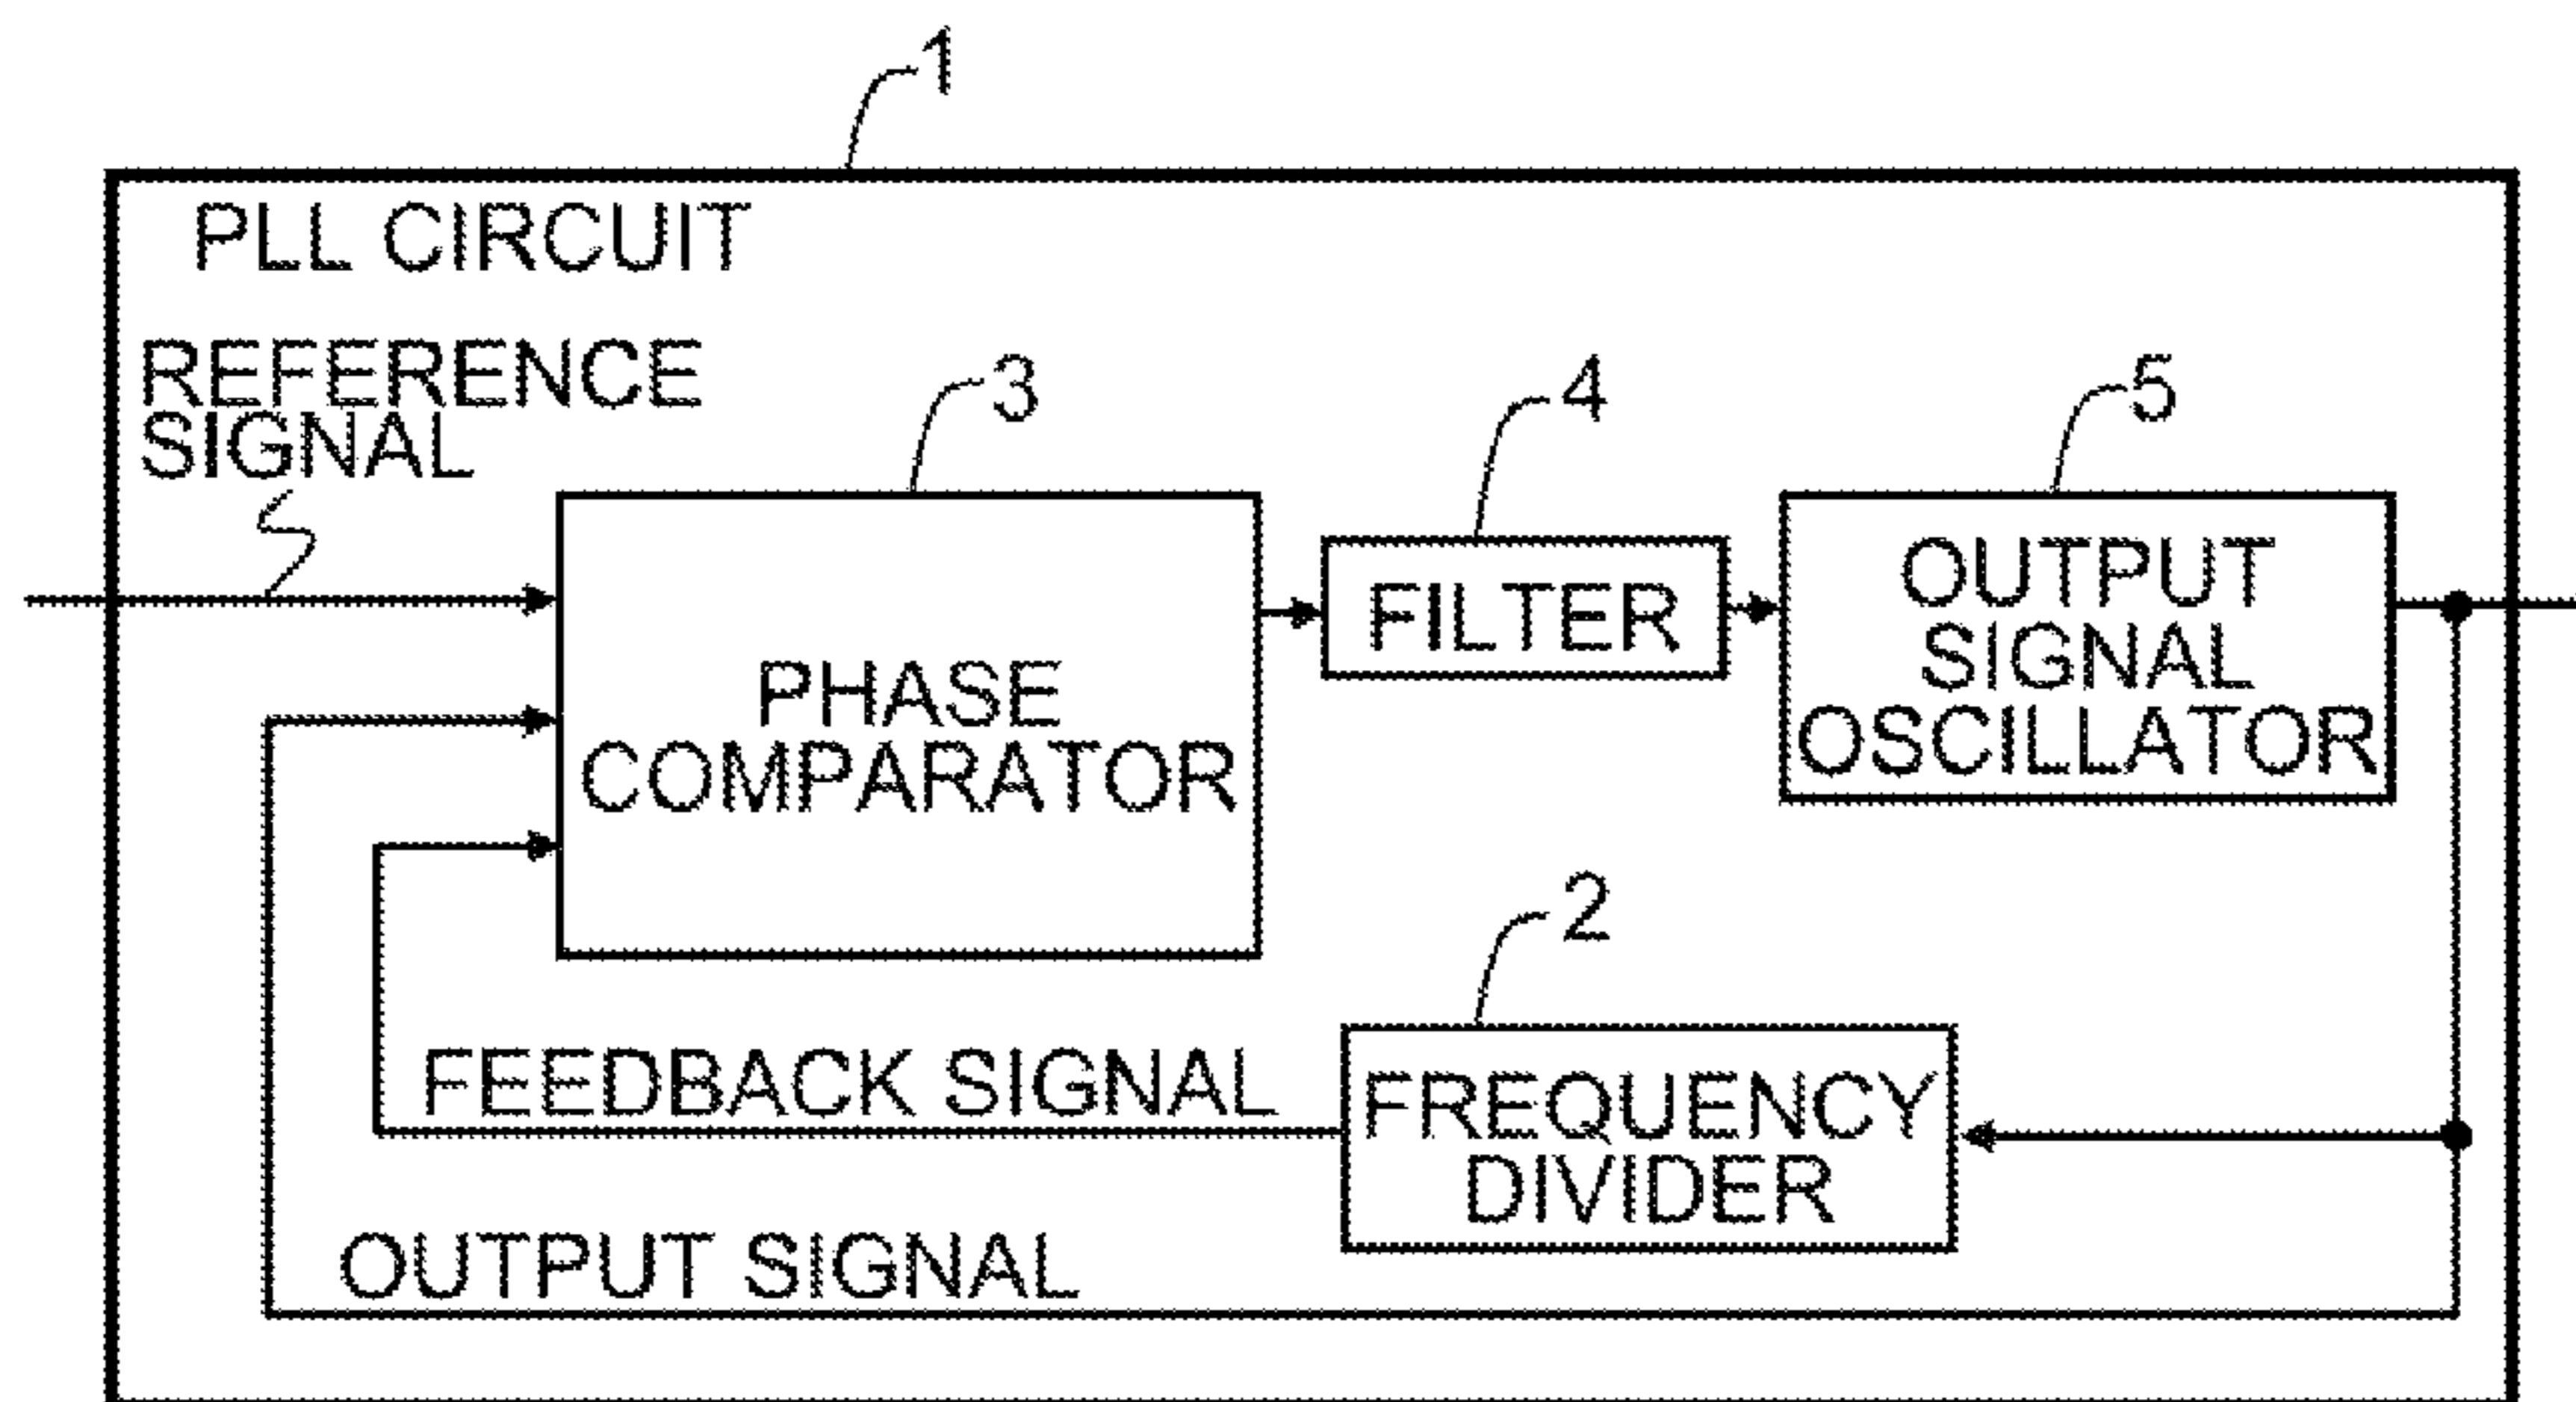 1
PLL CIRCUIT
REFERENCE
SIGNAL
3
4
5
PHASE
COMPARATOR
FILTER
OUTPUT
SIGNAL
OSCILLATOR
2
FEEDBACK SIGNAL
FREQUENCY
DIVIDER
OUTPUT SIGNAL